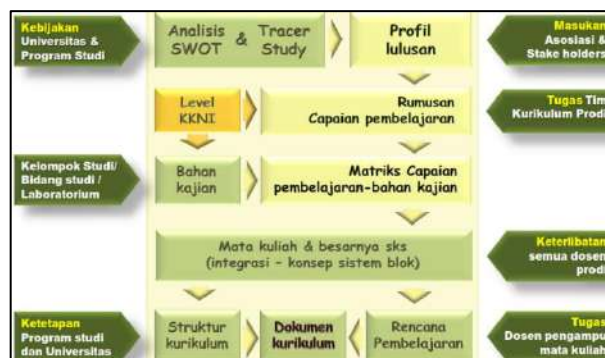 Kebijakan
Universitas &
Program Studi
Analisis
SWOT
&
Tracer
Study
Profil
lulusan
Masukan
Asosiasi &
Stake holders
Level
KKNI
Rumusan
Capaian pembelajaran
Tugas Tim
Kurikulum Prodi
Kelompok Studi/
Bidang studi /
Laboratorium
Bahan
kajian
Matriks Capaian
pembelajaran-bahan kajian
Mata kuliah & besarnya sks
(integrasi - konsep sistem blok)
Keterlibatan
semua dosen
prodi
Ketetapan
Program studi
dan Universitas
Struktur
kurikulum
Dokumen
kurikulum
Rencana
Pembelajaran
Tugas
Dosen pengampu
mata kuliah